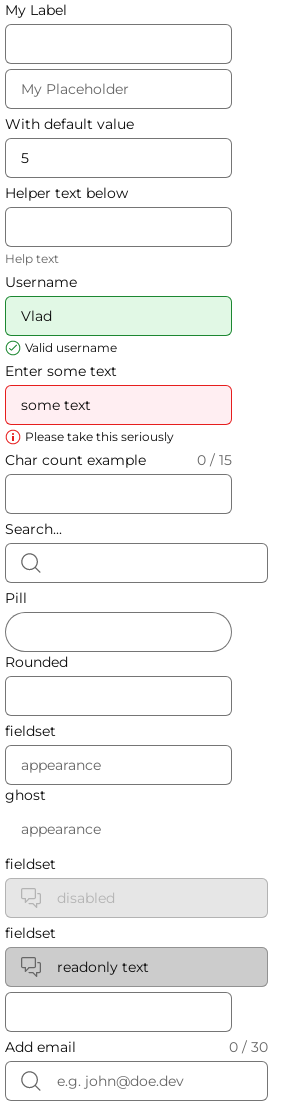 My Label
My Placeholder
With default value
5
Helper text below
Help text
Username
Vlad
Valid username
Enter some text
some text
Please take this seriously
Char count example 0 / 15
Search...
Pill
Rounded
fieldset
appearance
ghost
appearance
fieldset
disabled
fieldset
readonly text
Add email 0 / 30
e.g. john@doe.dev